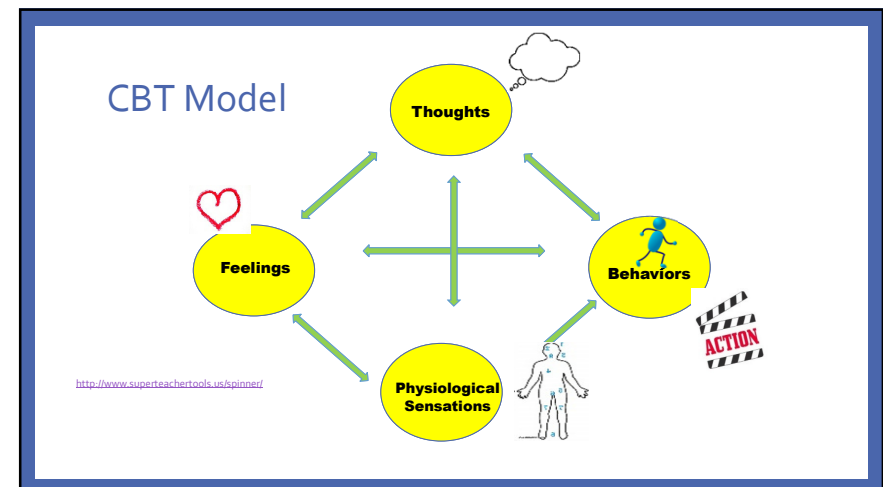 CBT Model
Thoughts
Feelings
Behaviors
ACTION
http://www.superteachertools.us/spinner/
Physiological
Sensations